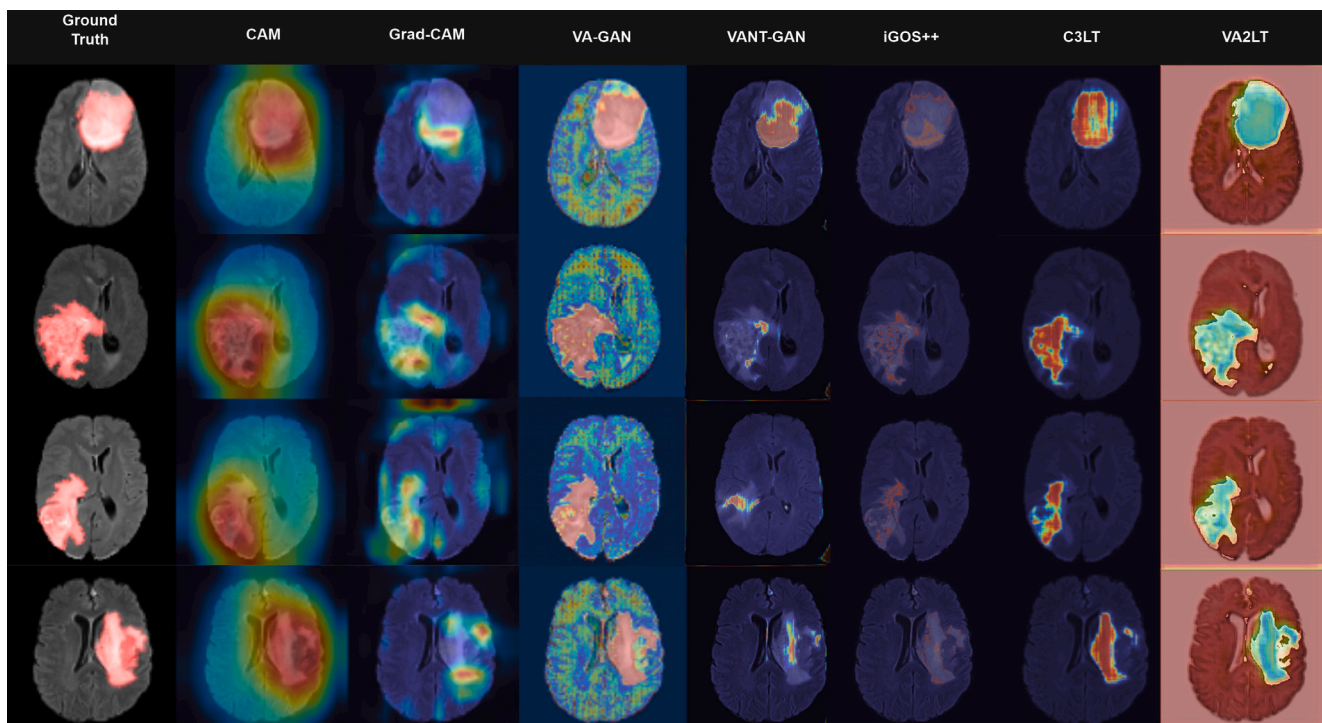 Ground
Truth
CAM
Grad-CAM
VA-GAN
VANT-GAN
iGOS++
C3LT
VA2LT